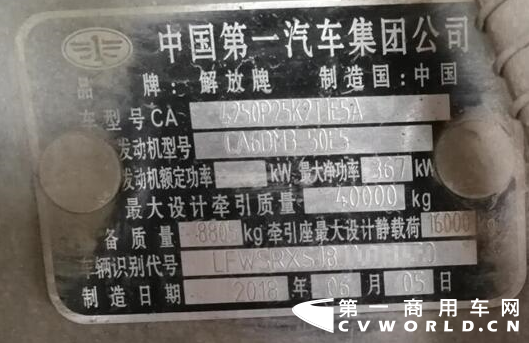 中国第一汽车集团公司
品 牌：解放牌 制造国：中国
车型号CA 4250P25K2T1E5A
发动机型号 CA6DM3-50E5
发动机额定功率 kW 最大净功率 367 kW
最大设计牵引质量 40000 kg
备质量 8805 kg 牵引座最大设计静载荷 16000
车辆识别代号 LFWSRXSJ8
制造日期 2018 年 06 月 05 日
第一商用车网
CVWORLD.CN